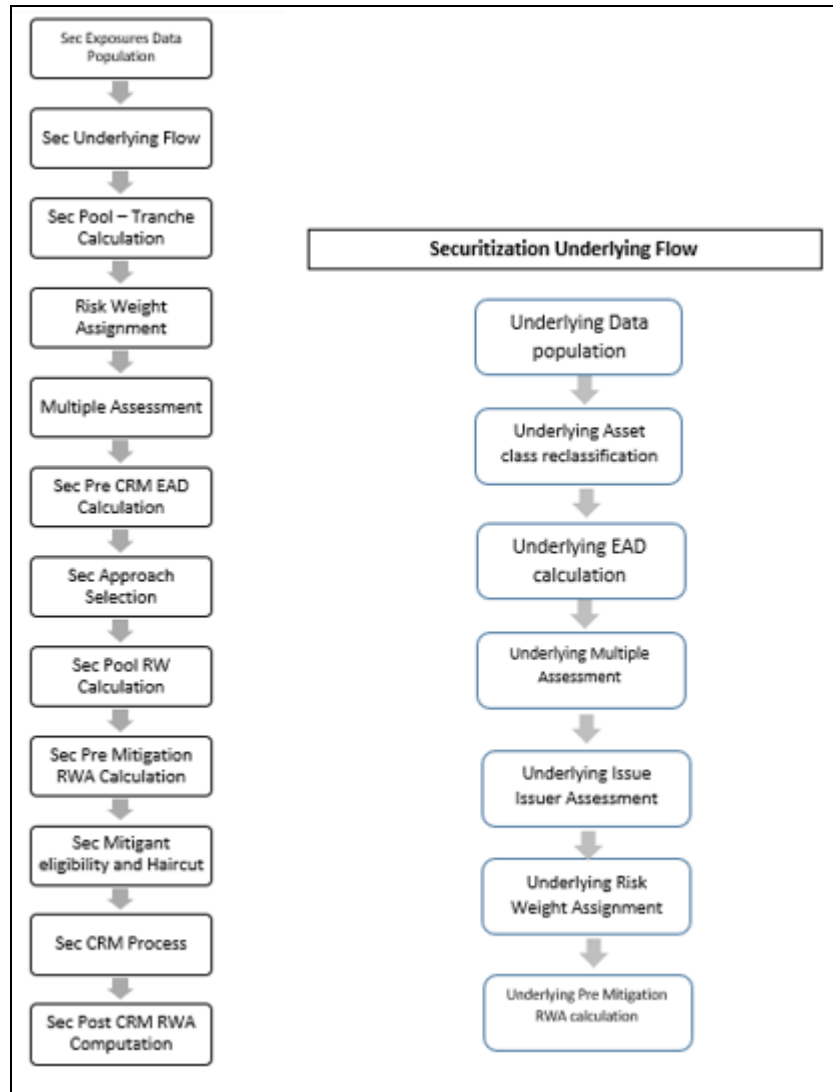 Sec Exposures Data
Population
Sec Underlying Flow
Sec Pool – Tranche
Calculation
Risk Weight
Assignment
Multiple Assessment
Sec Pre CRM EAD
Calculation
Sec Approach
Selection
Sec Pool RW
Calculation
Sec Pre Mitigation
RWA Calculation
Sec Mitigant
eligibility and Haircut
Sec CRM Process
Sec Post CRM RWA
Computation
Securitization Underlying Flow
Underlying Data
population
Underlying Asset
class reclassification
Underlying EAD
calculation
Underlying Multiple
Assessment
Underlying Issue
Issuer Assessment
Underlying Risk
Weight Assignment
Underlying Pre Mitigation
RWA calculation